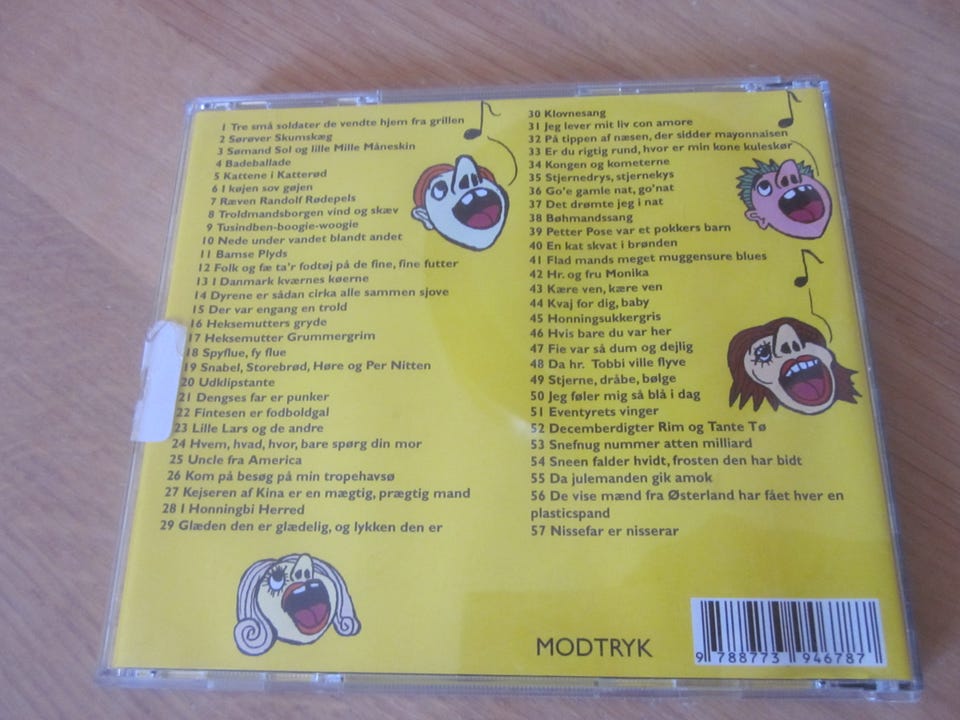 1 Tre små soldater de vendte hjem fra grillen
2 Sørøver Skumskæg
3 Sømand Sol og lille Mille Måneskin
4 Badeballade
5 Kattene i Katterød
6 I køjen sov gøjen
7 Ræven Randolf Rødepels
8 Troldmandsborgen vind og skæv
9 Tusindben-boogie-woogie
10 Nede under vandet blandt andet
11 Bamse Plyds
12 Folk og fæ ta'r fodtøj på de fine, fine futter
13 I Danmark kværnes køerne
14 Dyrene er sådan cirka alle sammen sjove
15 Der var engang en trold
16 Heksemutters gryde
17 Heksemutter Grummergrim
18 Spyflue, fy flue
19 Snabel, Storebrød, Høre og Per Nitten
20 Udklipstante
21 Dengses far er punker
22 Fintesen er fodboldgal
23 Lille Lars og de andre
24 Hvem, hvad, hvor, bare spørg din mor
25 Uncle fra America
26 Kom på besøg på min tropehavsø
27 Kejseren af Kina er en mægtig, prægtig mand
28 I Honningbi Herred
29 Glæden den er glædelig, og lykken den er
30 Klovnesang
31 Jeg lever mit liv con amore
32 På tippen af næsen, der sidder mayonnaisen
33 Er du rigtig rund, hvor er min kone kuleskør
34 Kongen og kometerne
35 Stjernedrys, stjernekys
36 Go'e gamle nat, go'nat
37 Det drømte jeg i nat
38 Bøhmandssang
39 Petter Pose var et pokkers barn
40 En kat skvat i brønden
41 Flad mands meget muggensure blues
42 Hr. og fru Monika
43 Kære ven, kære ven
44 Kvaj for dig, baby
45 Honningsukkergris
46 Hvis bare du var her
47 Fie var så dum og dejlig
48 Da hr. Tobbi ville flyve
49 Stjerne, dråbe, bølge
50 Jeg føler mig så blå i dag
51 Eventyrets vinger
52 Decemberdigter Rim og Tante Tø
53 Snefnug nummer atten milliard
54 Sneen falder hvidt, frosten den har bidt
55 Da julemanden gik amok
56 De vise mænd fra Østerland har fået hver en
plasticspand
57 Nissefar er nisserar
MODTRYK
9 788773 946787